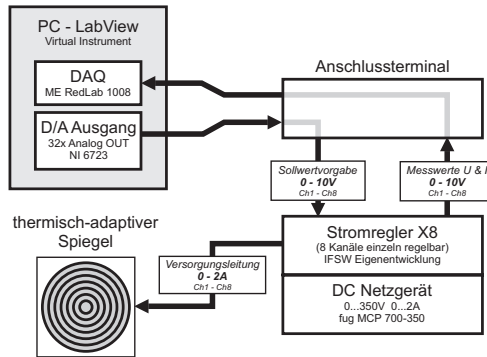 PC - LabView
Virtual Instrument
DAQ
ME RedLab 1008
D/A Ausgang
32x Analog OUT
NI 6723
Anschlussterminal
Sollwertvorgabe
0 - 10V
Ch1 - Ch8
Messwerte U & I
0 - 10V
Ch1 - Ch8
thermisch-adaptiver
Spiegel
Versorgungsleitung
0 - 2A
Ch1 - Ch8
Stromregler X8
(8 Kanäle einzeln regelbar)
IFSW Eigenentwicklung
DC Netzgerät
0...350V 0...2A
fug MCP 700-350